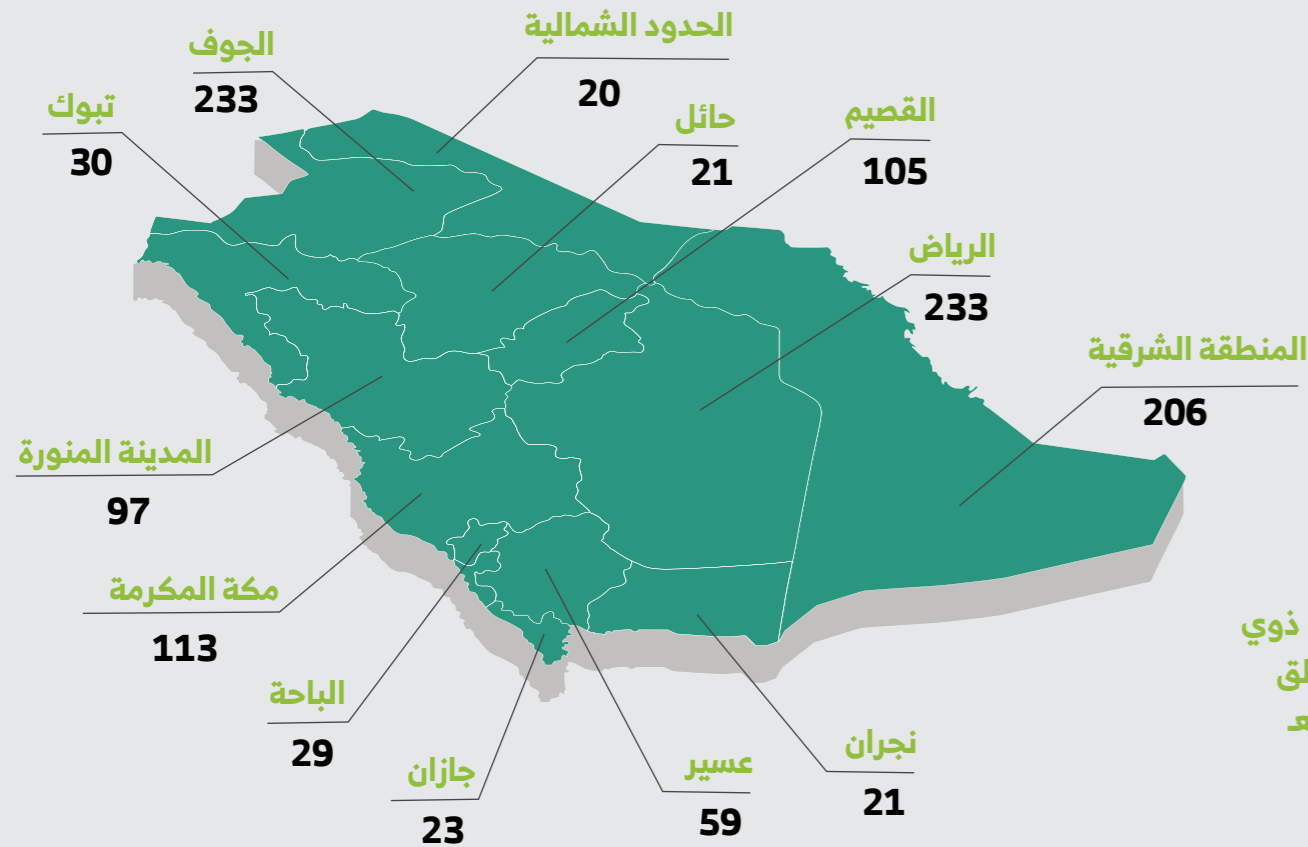 الحدود الشمالية
20
الجوف
233
تبوك
30
حائل
21
القصيم
105
الرياض
233
المنطقة الشرقية
206
المدينة المنورة
97
مكة المكرمة
113
الباحة
29
جازان
23
عسير
59
نجران
21
ذوي